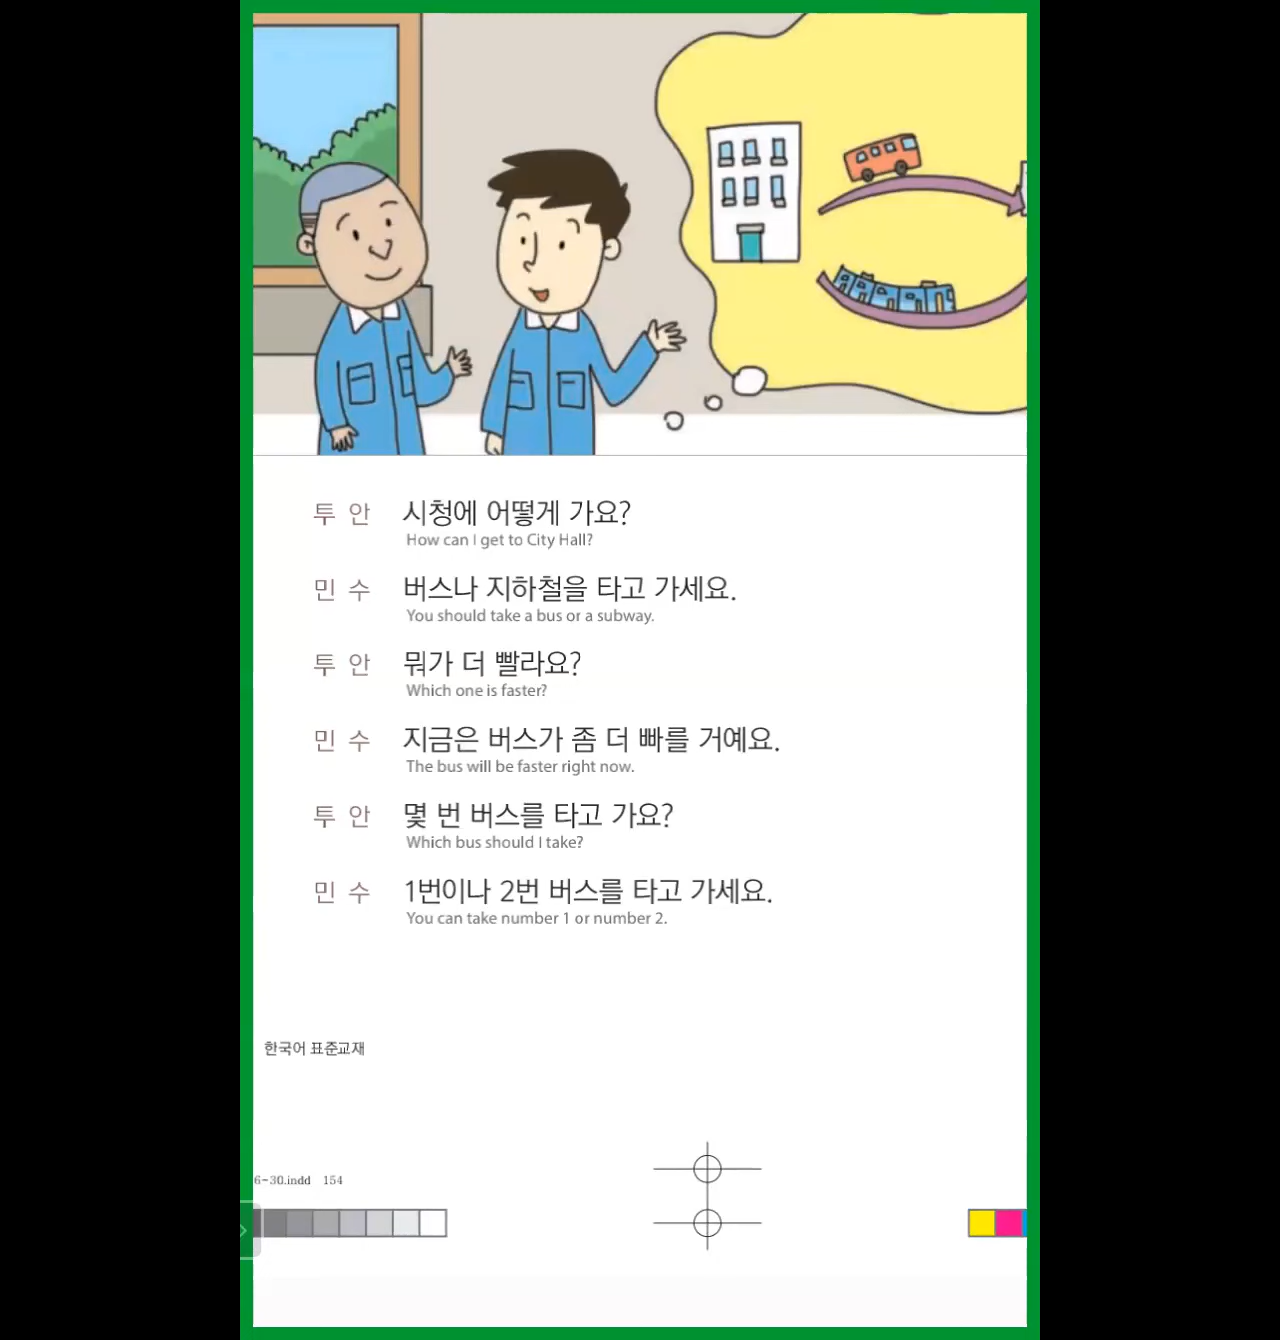 투 안 시청에 어떻게 가요?
How can I get to City Hall?
민 수 버스나 지하철을 타고 가세요.
You should take a bus or a subway.
투 안 뭐가 더 빨라요?
Which one is faster?
민 수 지금은 버스가 좀 더 빠를 거예요.
The bus will be faster right now.
투 안 몇 번 버스를 타고 가요?
Which bus should I take?
민 수 1번이나 2번 버스를 타고 가세요.
You can take number 1 or number 2.
한국어 표준교재
6-30.indd 154